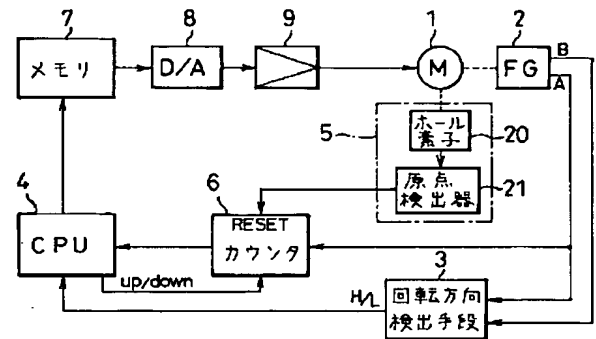 7
8
9
1
2
メモリ
D/A
M
FG
B
A
5
ホール
素子
20
原点
検出器
21
4
6
CPU
RESET
カウンタ
up/down
3
H/L
回転方向
検出手段